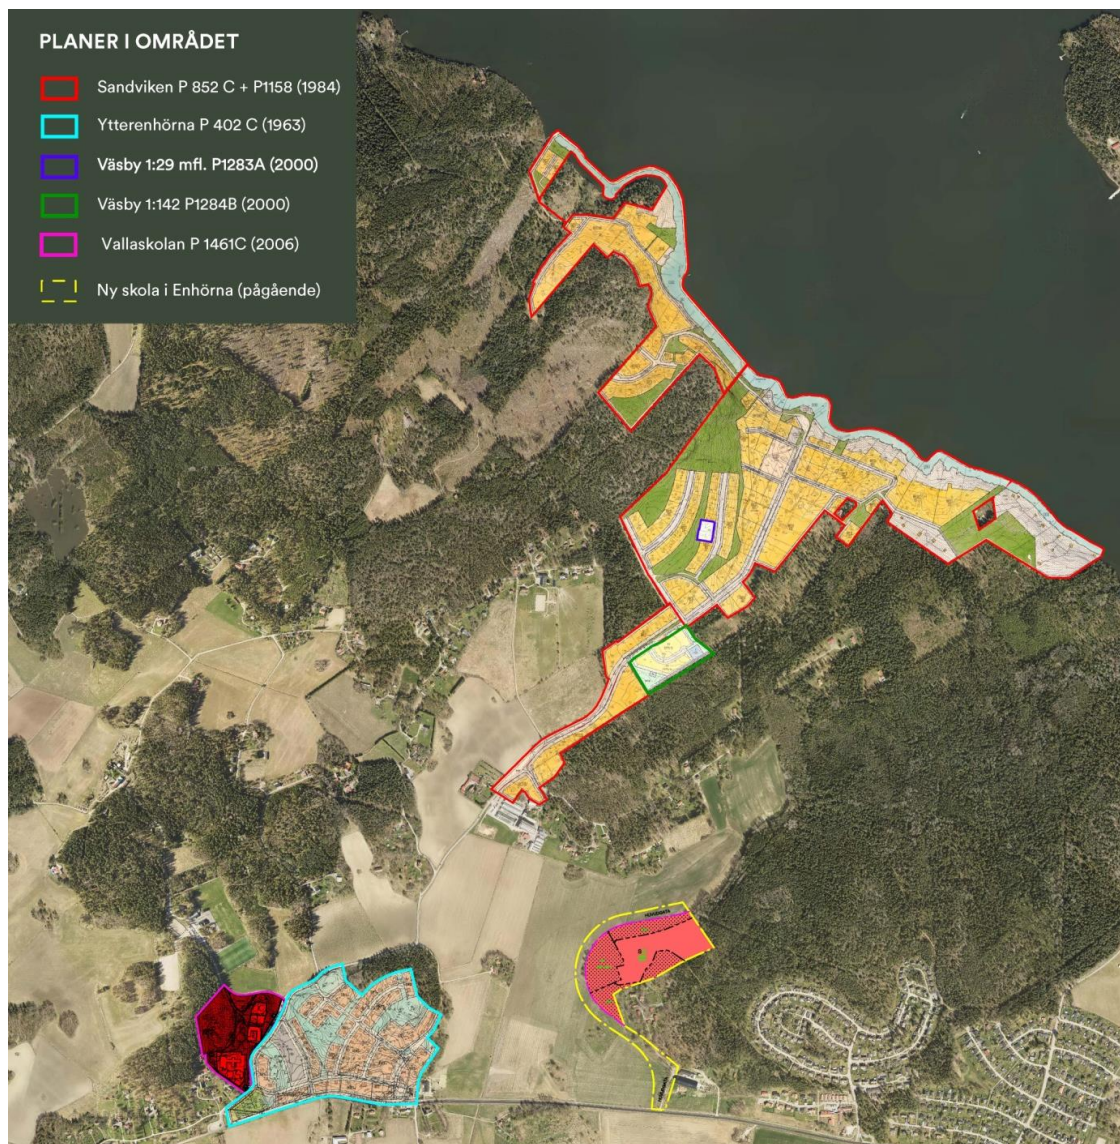 PLANER I OMRÅDET
Sandviken P 852 C + P1158 (1984)
Ytterenhörna P 402 C (1963)
Väsby 1:29 mfl. P1283A (2000)
Väsby 1:142 P1284B (2000)
Vallaskolan P 1461C (2006)
Ny skola i Enhörna (pågående)